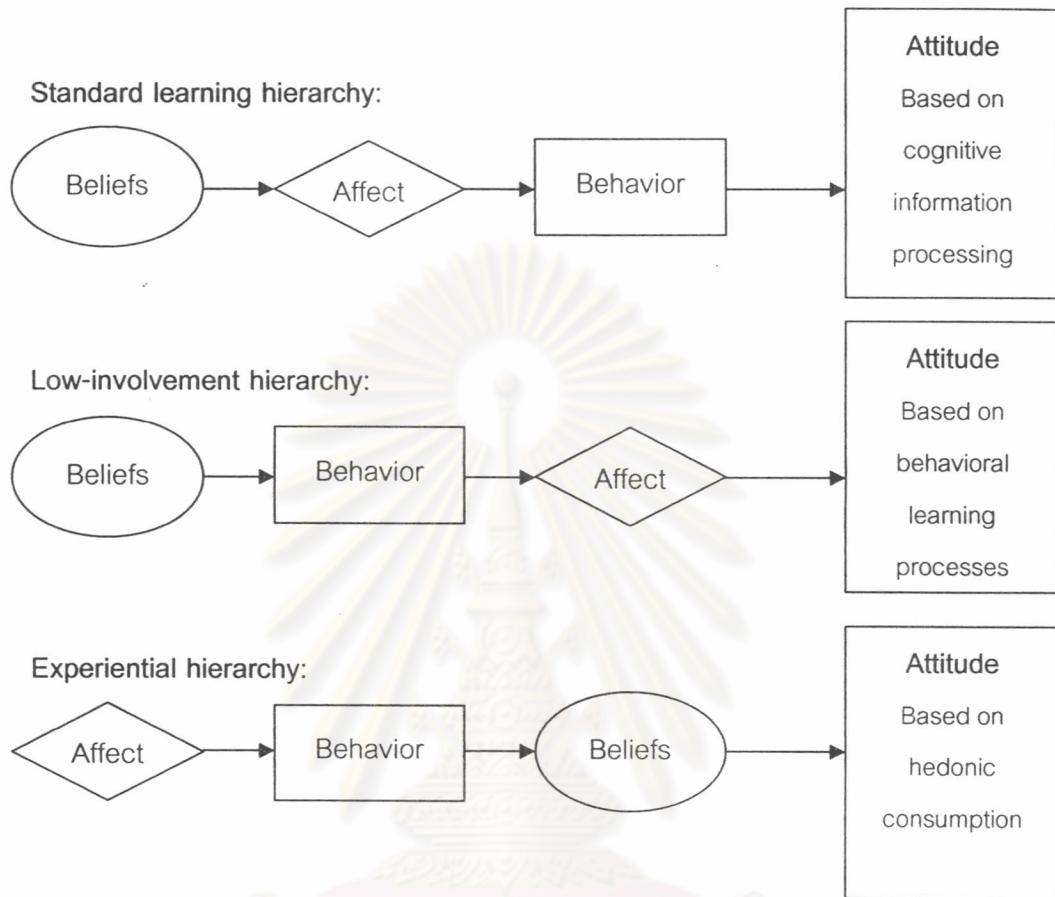 Standard learning hierarchy:
Beliefs
Affect
Behavior
Attitude
Based on
cognitive
information
processing
Low-involvement hierarchy:
Beliefs
Behavior
Affect
Attitude
Based on
behavioral
learning
processes
Experiential hierarchy:
Affect
Behavior
Beliefs
Attitude
Based on
hedonic
consumption